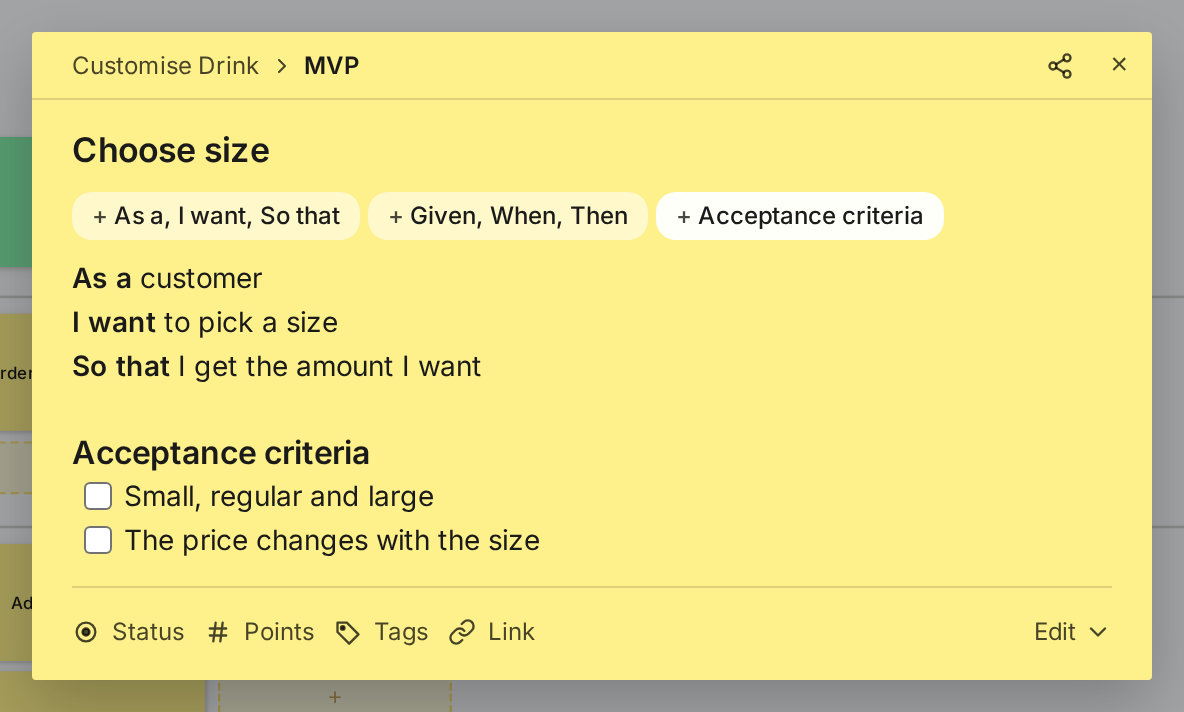 Customise Drink > MVP
Choose size
+ As a, I want, So that
+ Given, When, Then
+ Acceptance criteria
As a customer
I want to pick a size
So that I get the amount I want
Acceptance criteria
Small, regular and large
The price changes with the size
Status
Points
Tags
Link
Edit
+